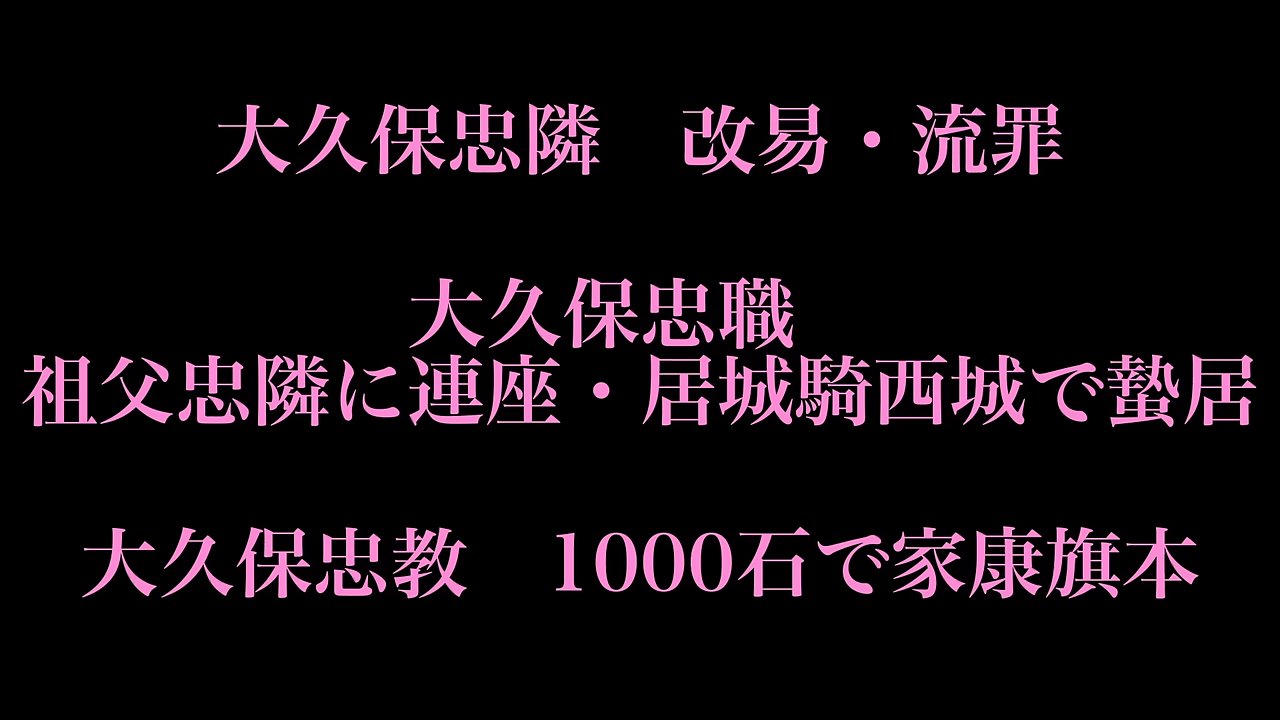 大久保忠隣　改易・流罪
大久保忠職
祖父忠隣に連座・居城騎西城で蟄居
大久保忠教　1000石で家康旗本